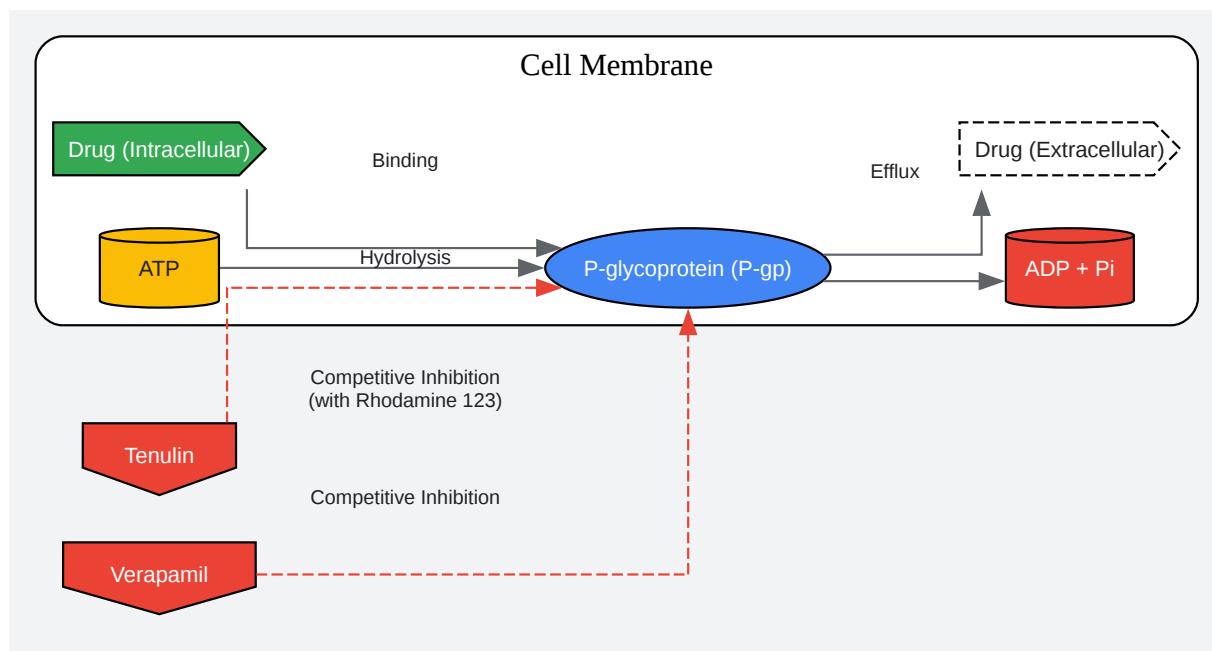 Cell Membrane
Drug (Intracellular)
Binding
Efflux
Drug (Extracellular)
ATP
Hydrolysis
P-glycoprotein (P-gp)
ADP + Pi
Competitive Inhibition
(with Rhodamine 123)
Tenulin
Competitive Inhibition
Verapamil